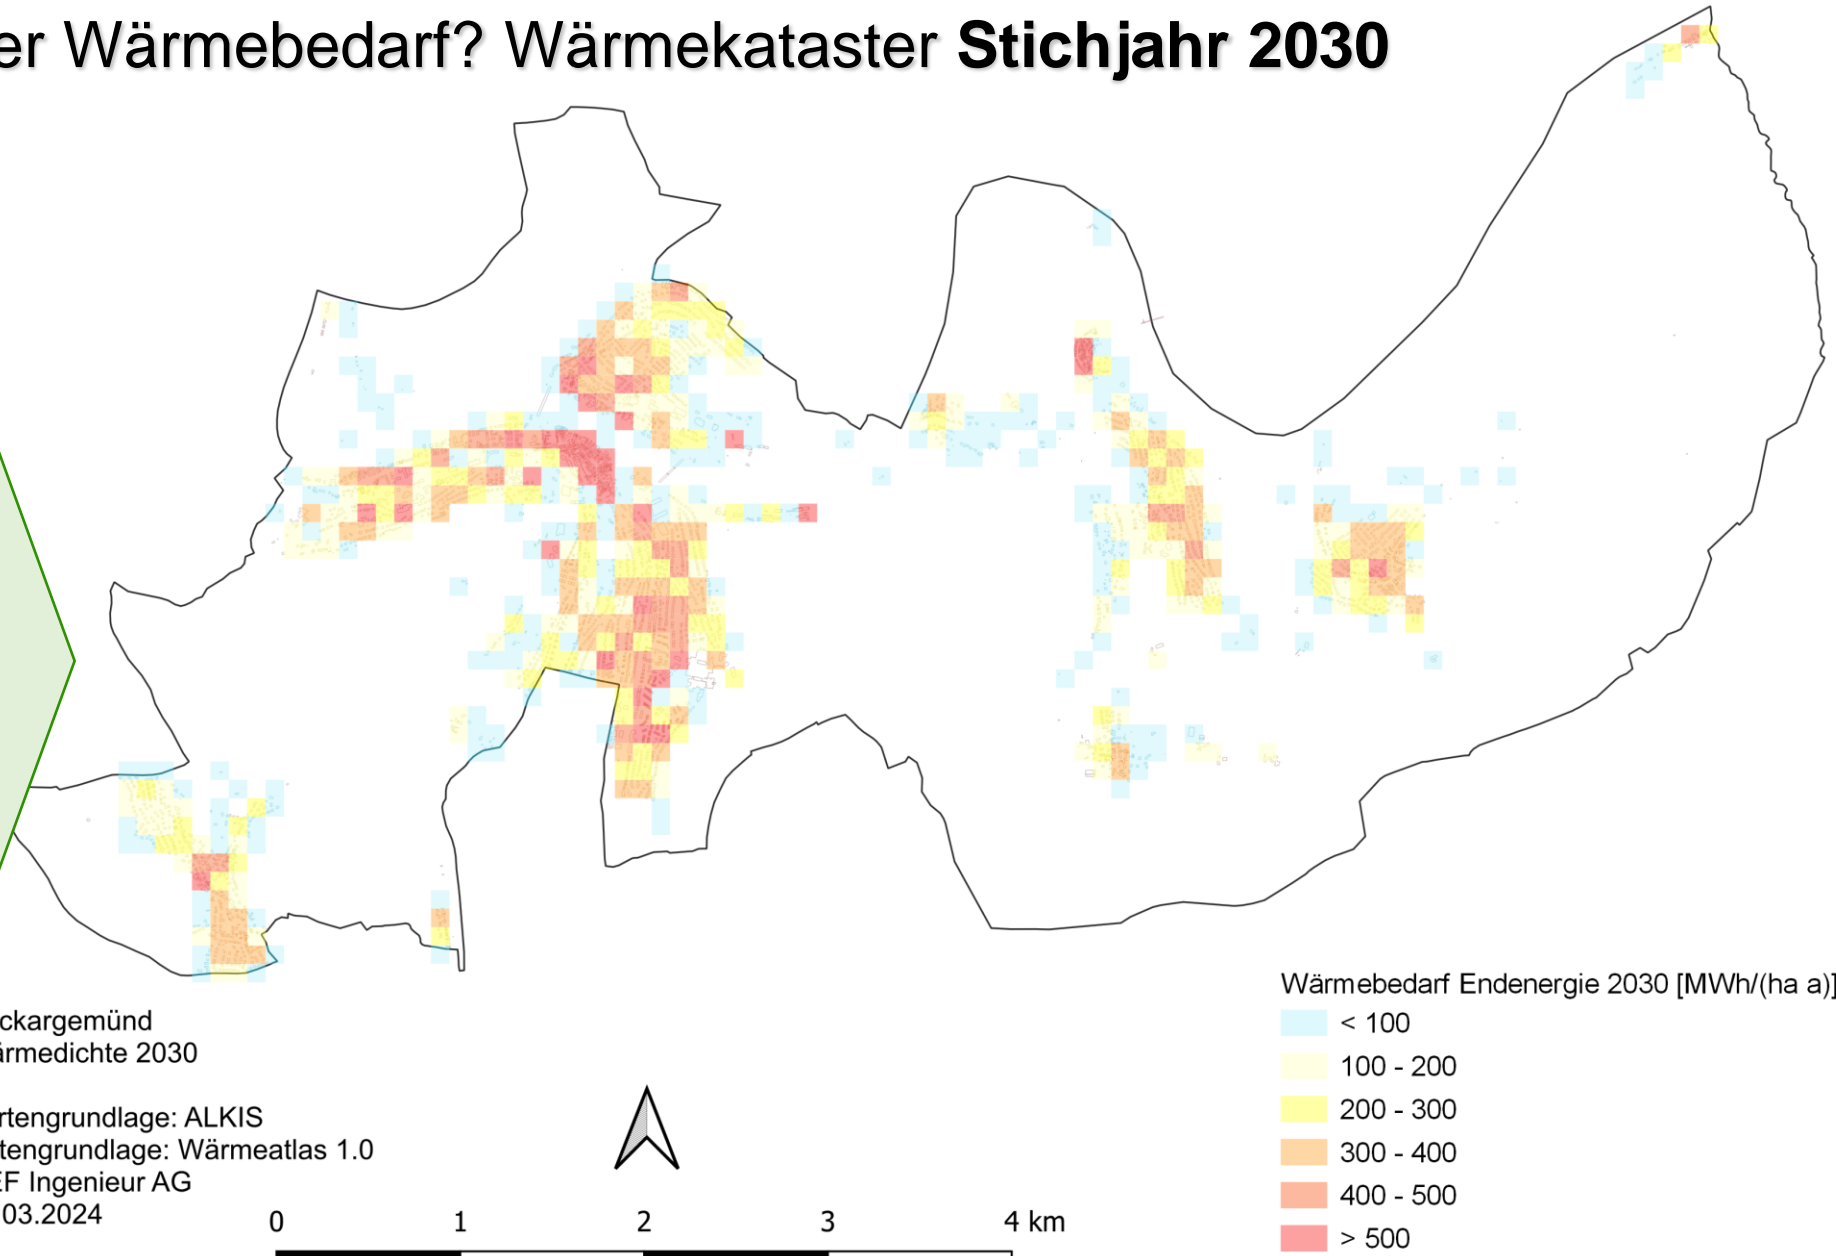 er Wärmebedarf? Wärmekataster Stichjahr 2030
ckargemünd
ärmedichte 2030
rtengrundlage: ALKIS
tengrundlage: Wärmeatlas 1.0
EF Ingenieur AG
.03.2024
0 1 2 3 4 km
Wärmebedarf Endenergie 2030 [MWh/(ha a)]
< 100
100 - 200
200 - 300
300 - 400
400 - 500
> 500